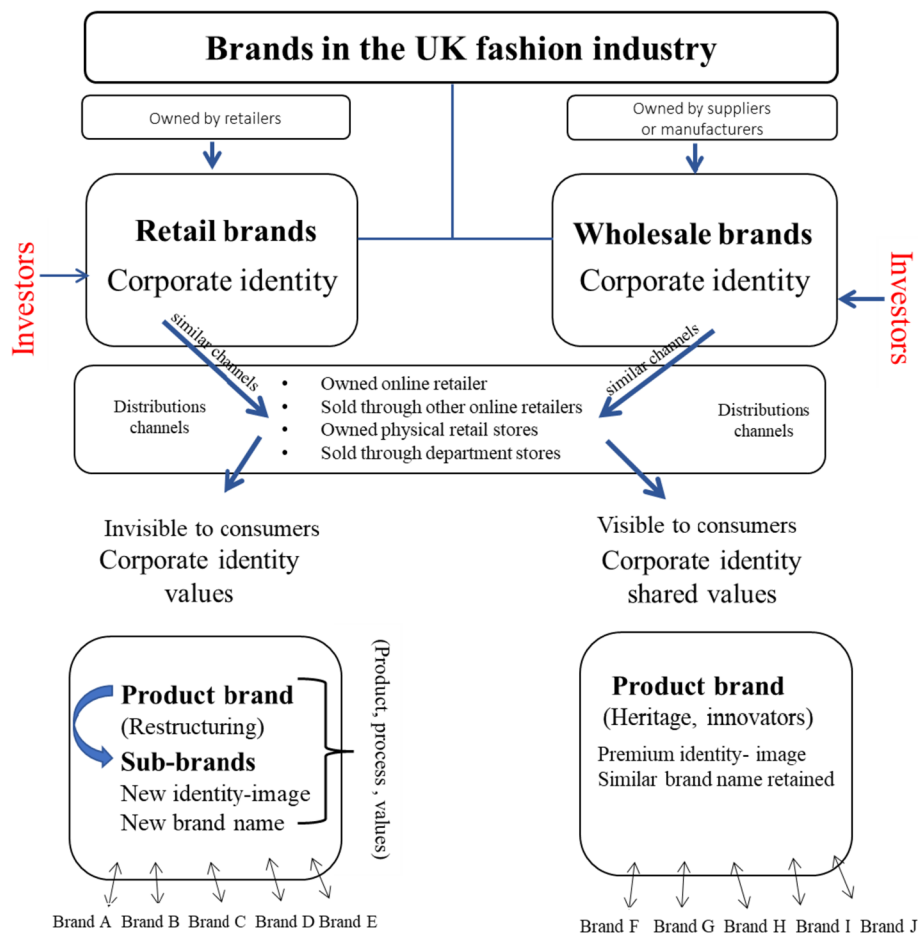 Brands in the UK fashion industry
Owned by retailers
Owned by suppliers
or manufacturers
Retail brands
Corporate identity
Wholesale brands
Corporate identity
Investors
Investors
similar channels
similar channels
Distributions
channels
• Owned online retailer
• Sold through other online retailers
• Owned physical retail stores
• Sold through department stores
Distributions
channels
Invisible to consumers
Corporate identity
values
Visible to consumers
Corporate identity
shared values
Product brand
(Restructuring)
Sub-brands
New identity-image
New brand name
(Product, process , values)
Product brand
(Heritage, innovators)
Premium identity- image
Similar brand name retained
Brand A Brand B Brand C Brand D Brand E
Brand F Brand G Brand H Brand I Brand J